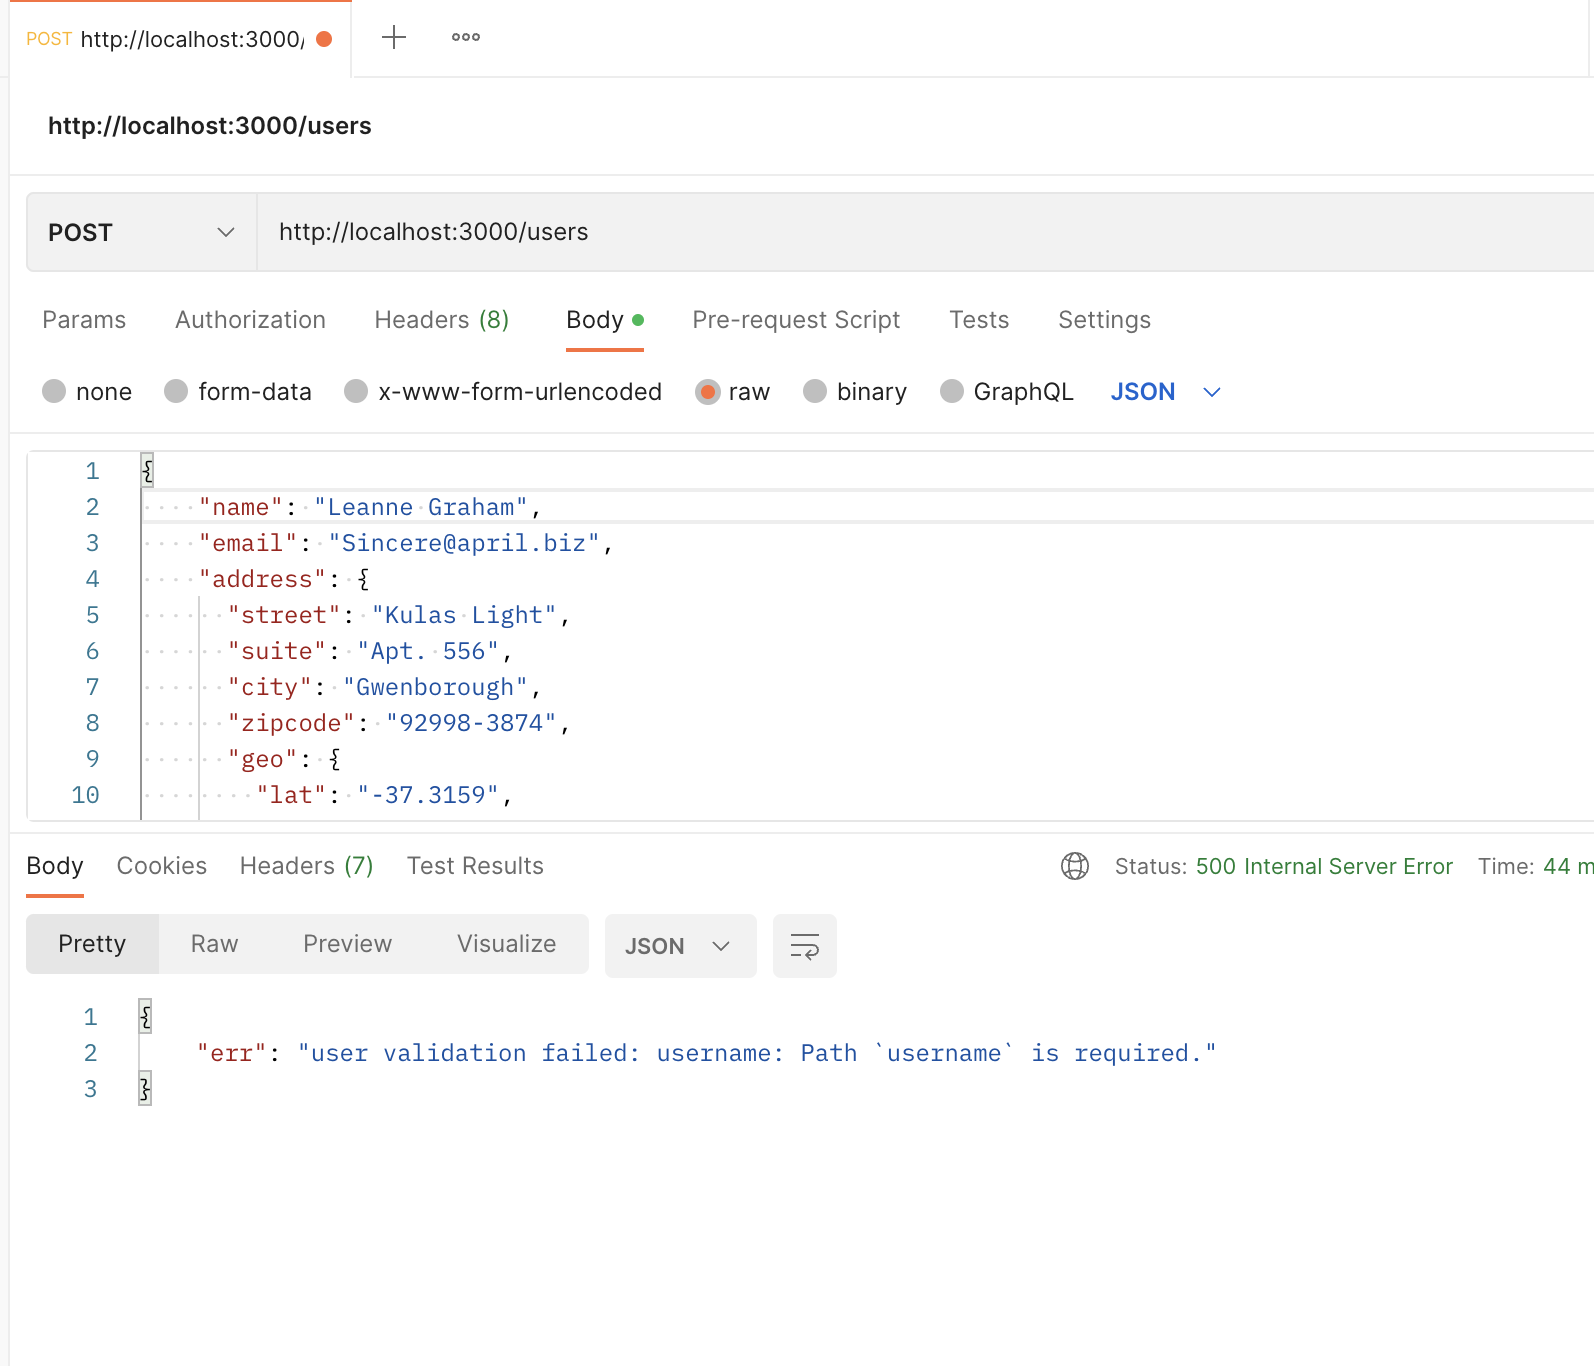 POST http://localhost:3000/
http://localhost:3000/users
POST http://localhost:3000/users
Params Authorization Headers (8) Body Pre-request Script Tests Settings
none form-data x-www-form-urlencoded raw binary GraphQL JSON
1 {
2 "name": "Leanne Graham",
3 "email": "Sincere@april.biz",
4 "address": {
5 "street": "Kulas Light",
6 "suite": "Apt. 556",
7 "city": "Gwenborough",
8 "zipcode": "92998-3874",
9 "geo": {
10 "lat": "-37.3159",
Body Cookies Headers (7) Test Results Status: 500 Internal Server Error Time: 44 m
Pretty Raw Preview Visualize JSON
1 {
2 "err": "user validation failed: username: Path `username` is required."
3 }